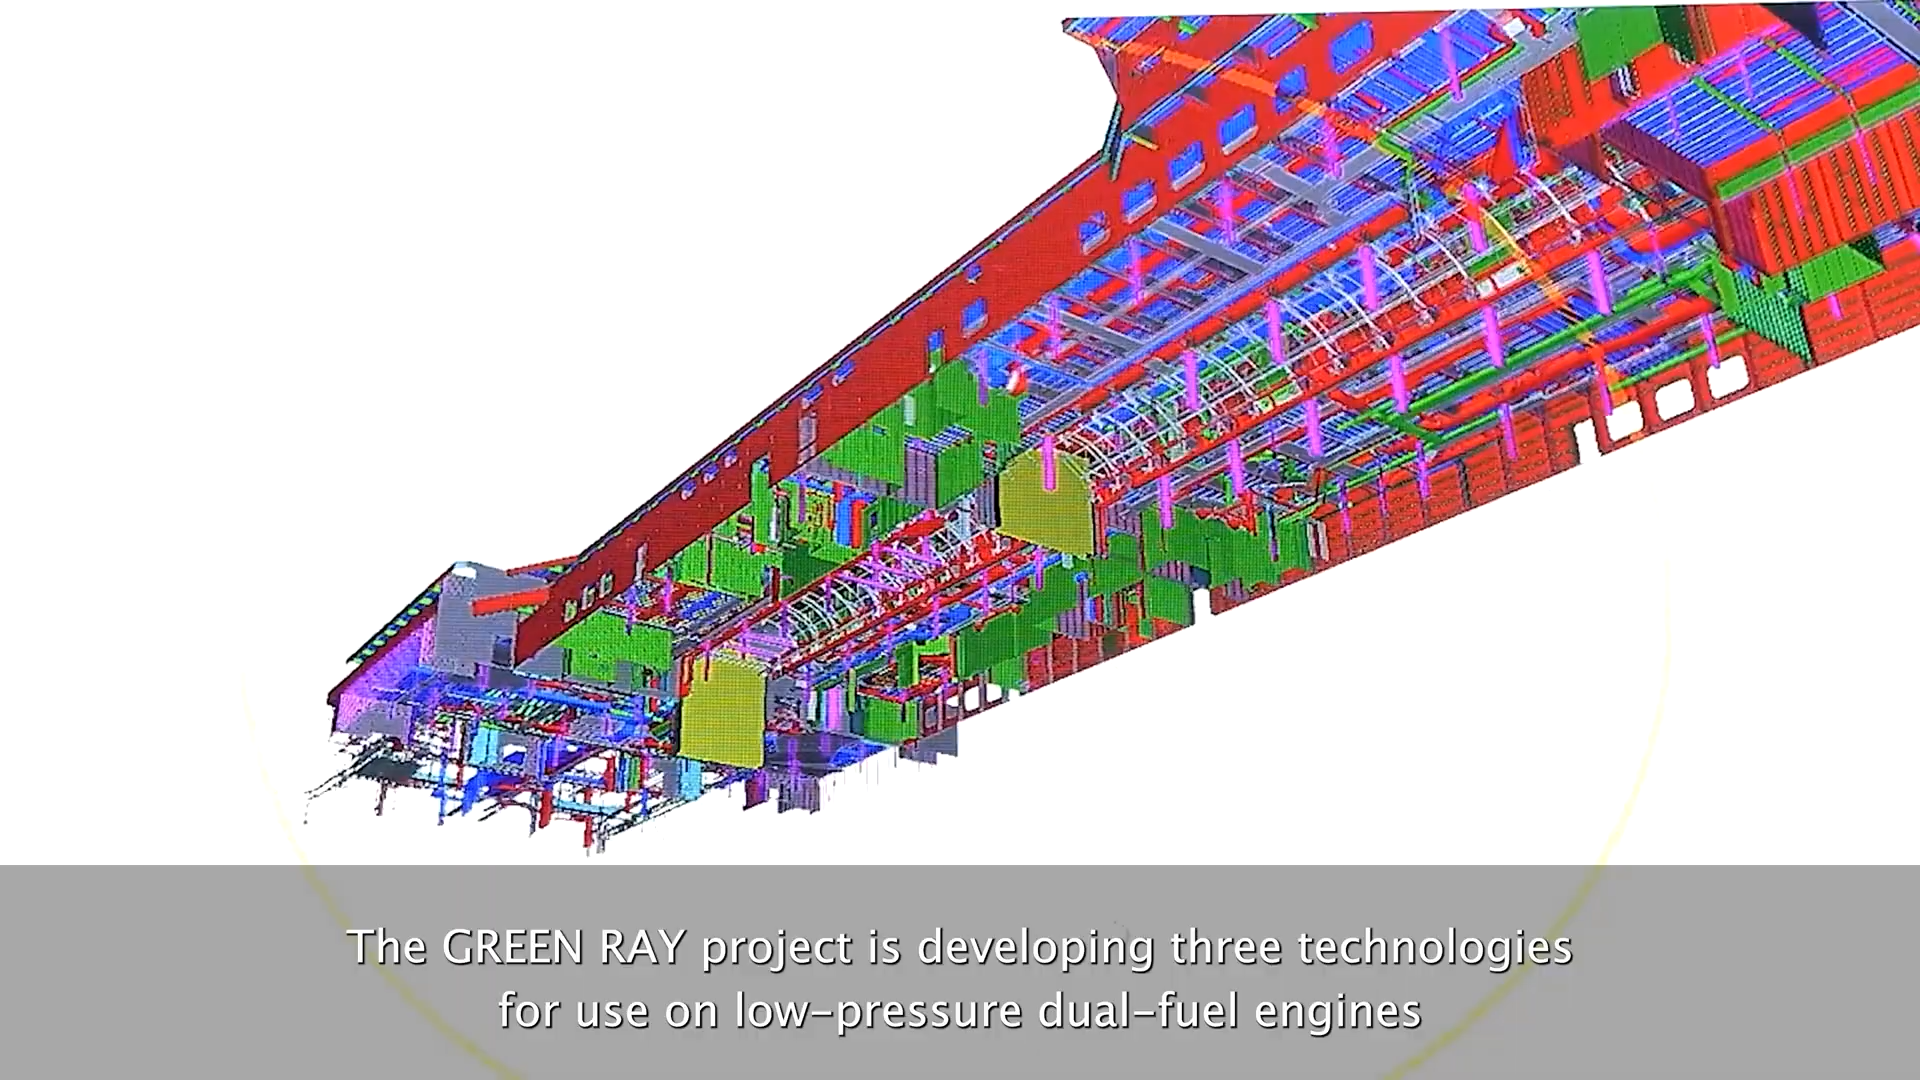 The GREEN RAY project is developing three technologies
for use on low-pressure dual-fuel engines